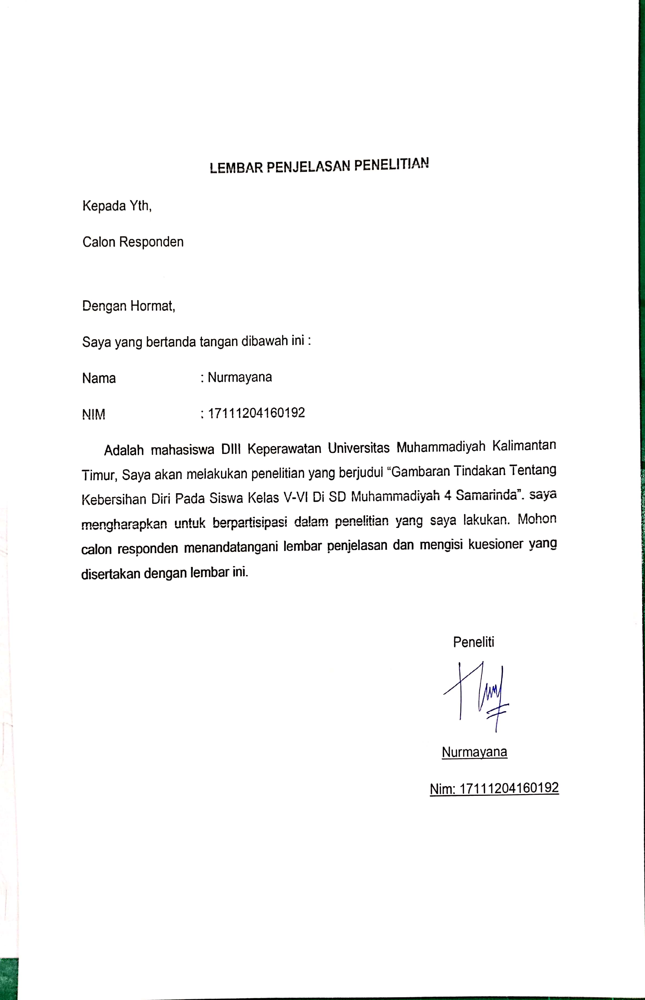 LEMBAR PENJELASAN PENELITIAN
Kepada Yth,
Calon Responden
Dengan Hormat,
Saya yang bertanda tangan dibawah ini :
Nama : Nurmayana
NIM : 17111204160192
Adalah mahasiswa DIII Keperawatan Universitas Muhammadiyah Kalimantan
Timur, Saya akan melakukan penelitian yang berjudul “Gambaran Tindakan Tentang
Kebersihan Diri Pada Siswa Kelas V-VI Di SD Muhammadiyah 4 Samarinda”. saya
mengharapkan untuk berpartisipasi dalam penelitian yang saya lakukan. Mohon
calon responden menandatangani lembar penjelasan dan mengisi kuesioner yang
disertakan dengan lembar ini.
Peneliti
Nurmayana
Nim: 17111204160192